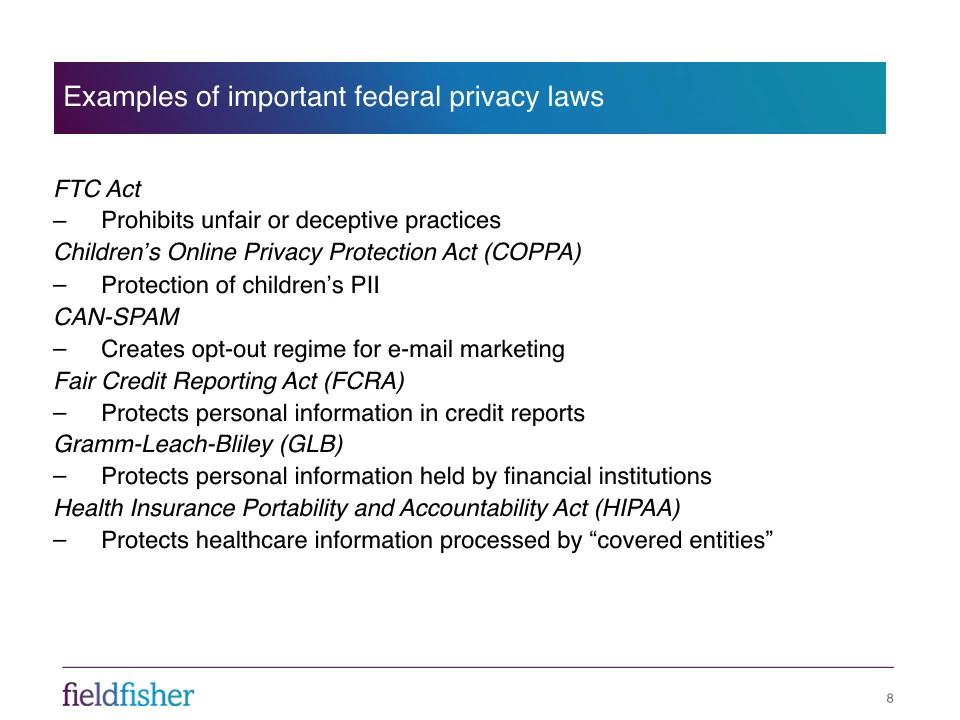 Examples of important federal privacy laws
FTC Act
– Prohibits unfair or deceptive practices
Children’s Online Privacy Protection Act (COPPA)
– Protection of children’s PII
CAN-SPAM
– Creates opt-out regime for e-mail marketing
Fair Credit Reporting Act (FCRA)
– Protects personal information in credit reports
Gramm-Leach-Bliley (GLB)
– Protects personal information held by financial institutions
Health Insurance Portability and Accountability Act (HIPAA)
– Protects healthcare information processed by “covered entities”
fieldfisher
8